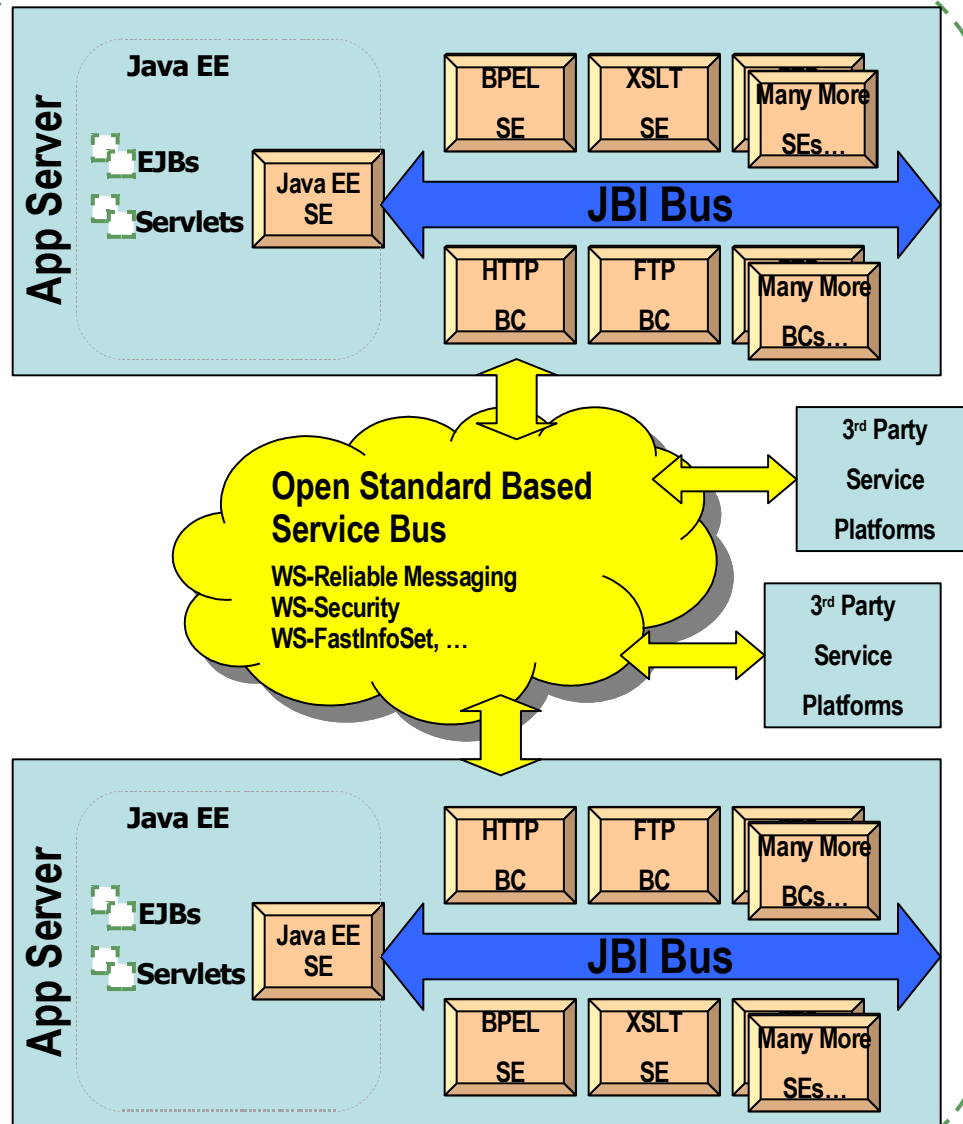 App Server
Java EE
EJBs
Servlets
Java EE
SE
BPEL
SE
XSLT
SE
Many More
SEs...
JBI Bus
HTTP
BC
FTP
BC
Many More
BCs...
Open Standard Based
Service Bus
WS-Reliable Messaging
WS-Security
WS-FastInfoSet, ...
3rd Party
Service
Platforms
3rd Party
Service
Platforms
App Server
Java EE
EJBs
Servlets
Java EE
SE
HTTP
BC
FTP
BC
Many More
BCs...
JBI Bus
BPEL
SE
XSLT
SE
Many More
SEs...